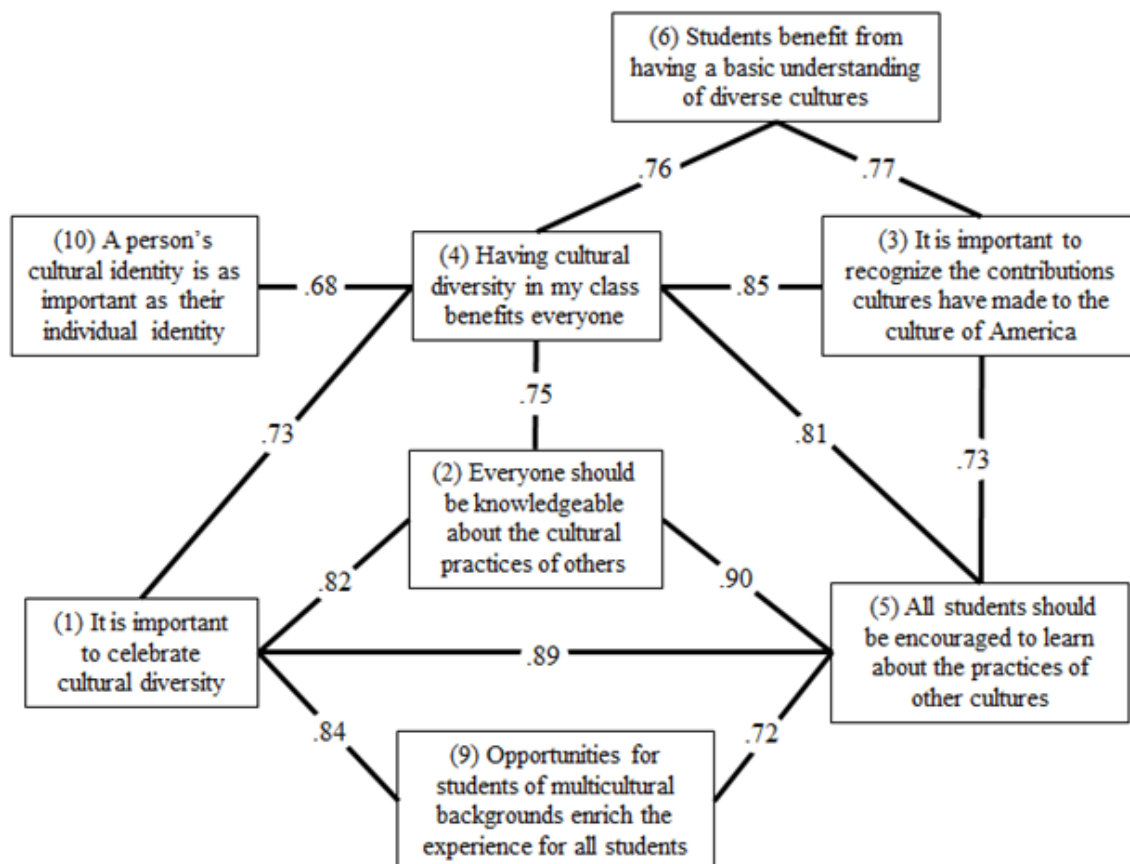 (6) Students benefit from
having a basic understanding
of diverse cultures
.76
.77
(10) A person’s
cultural identity is as
important as their
individual identity
.68
(4) Having cultural
diversity in my class
benefits everyone
.85
(3) It is important to
recognize the contributions
cultures have made to the
culture of America
.75
.73
.81
.73
(2) Everyone should
be knowledgeable
about the cultural
practices of others
.82
.90
(1) It is important
to celebrate
cultural diversity
.89
(5) All students should
be encouraged to learn
about the practices of
other cultures
.84
.72
(9) Opportunities for
students of multicultural
backgrounds enrich the
experience for all students